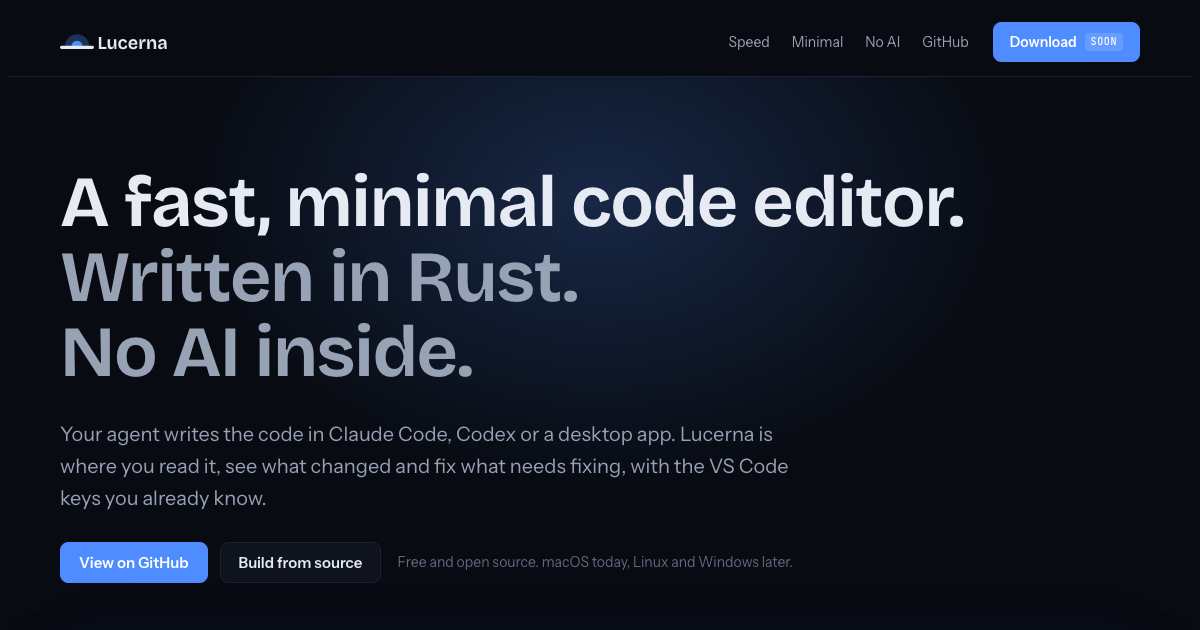 Lucerna
Speed Minimal No AI GitHub Download SOON
A fast, minimal code editor.
Written in Rust.
No AI inside.
Your agent writes the code in Claude Code, Codex or a desktop app. Lucerna is
where you read it, see what changed and fix what needs fixing, with the VS Code
keys you already know.
View on GitHub Build from source Free and open source. macOS today, Linux and Windows later.